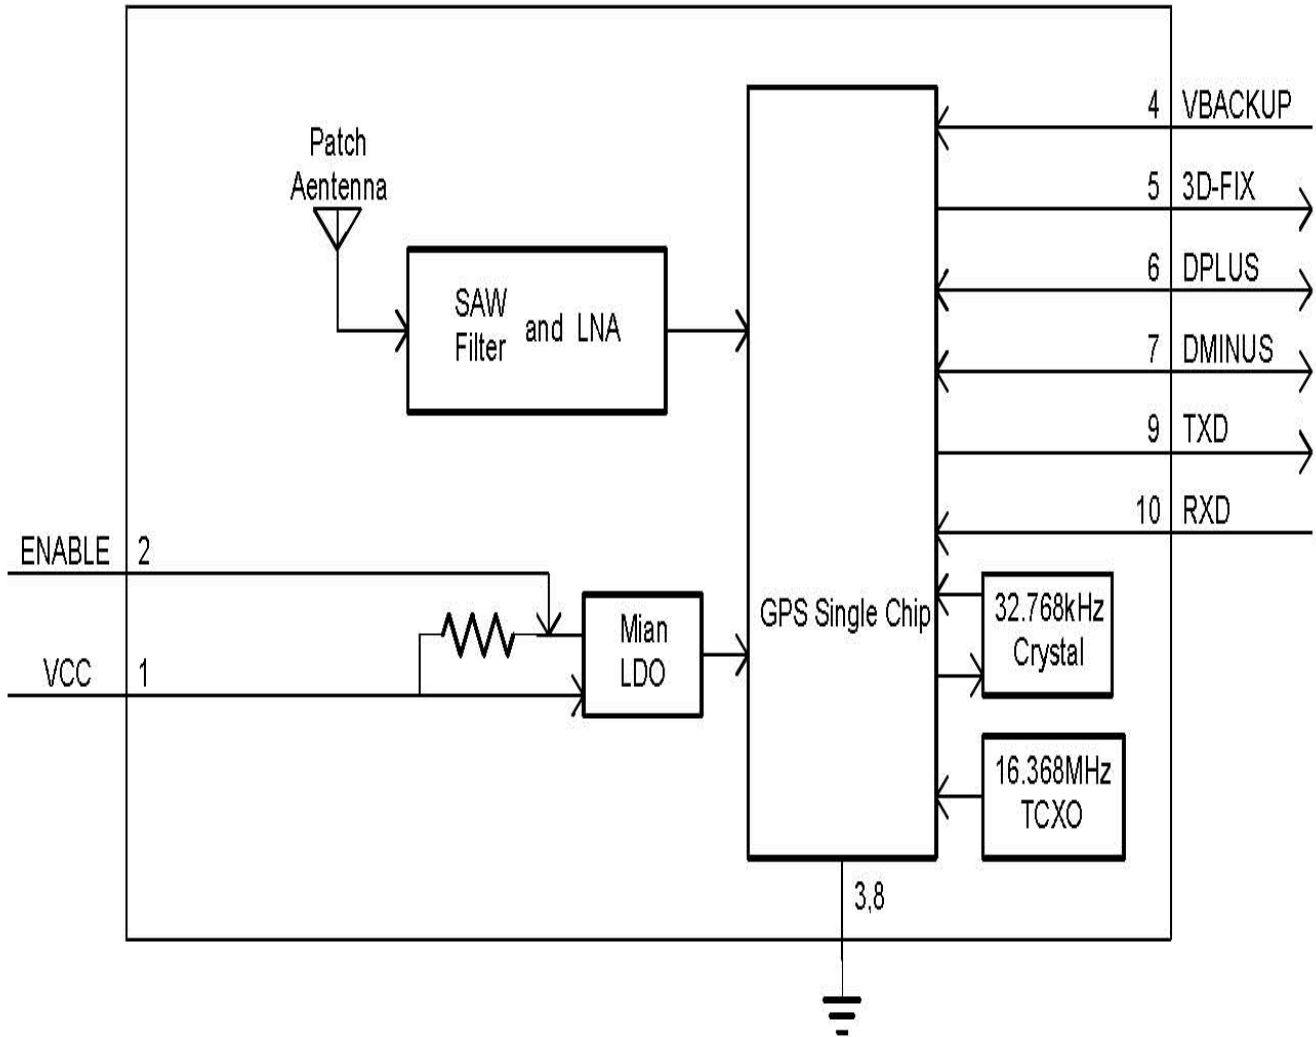 4 VBACKUP
Patch
Aentenna
5 3D-FIX
6 DPLUS
SAW
Filter and LNA
7 DMINUS
9 TXD
10 RXD
ENABLE 2
GPS Single Chip
32.768kHz
Crystal
Mian
LDO
VCC 1
16.368MHz
TCXO
3,8